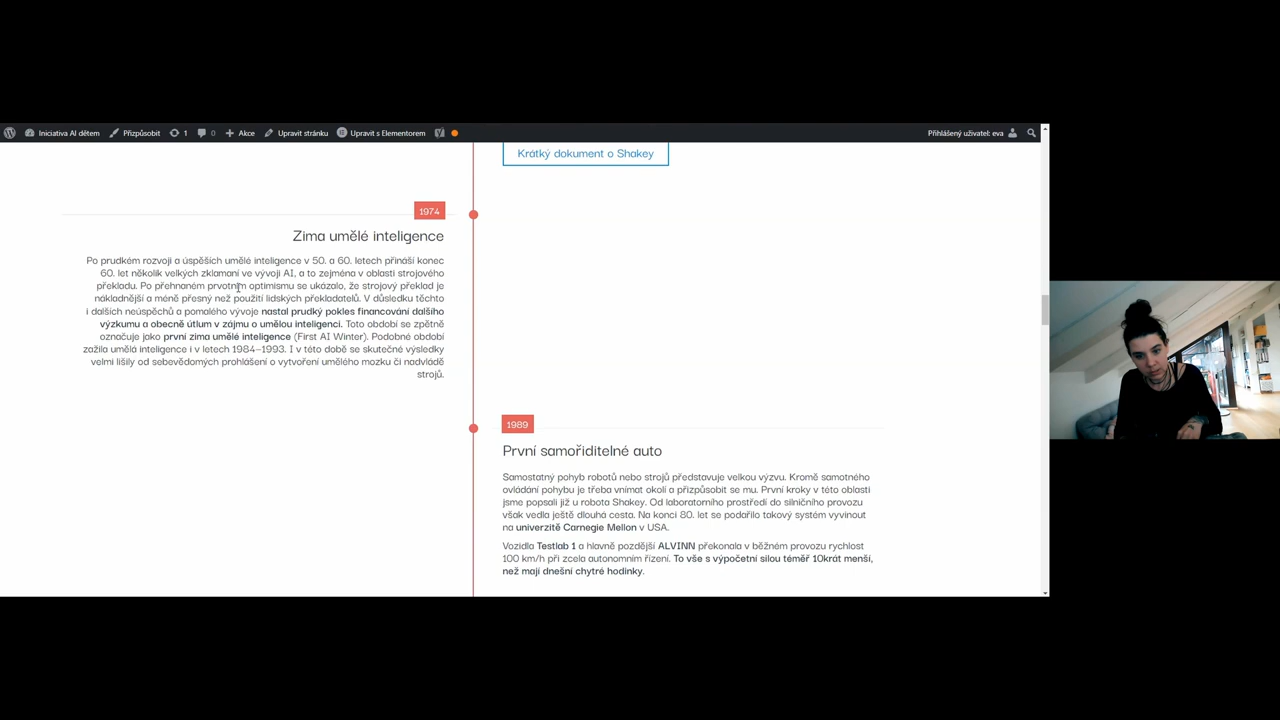 Iniciativa AI dětem Přizpůsobit 1 0 Akce Upravit stránku Upravit s Elementorem Přihlášený uživatel: eva
Krátký dokument o Shakey
1974
Zima umělé inteligence
Po prudkém rozvoji a úspěších umělé inteligence v 50. a 60. letech přináší konec
60. let několik velkých zklamaní ve vývoji AI, a to zejména v oblasti strojového
překladu. Po přehnaném prvotním optimismu se ukázalo, že strojový překlad je
nákladnější a méně přesný než použití lidských překladatelů. V důsledku těchto
i dalších neúspěchů a pomalého vývoje nastal prudký pokles financování dalšího
výzkumu a obecně útlum v zájmu o umělou inteligenci. Toto období se zpětně
označuje jako první zima umělé inteligence (First AI Winter). Podobné období
zažila umělá inteligence i v letech 1984–1993. I v této době se skutečné výsledky
velmi lišily od sebevědomých prohlášení o vytvoření umělého mozku či nadvládě
strojů.
1989
První samořiditelné auto
Samostatný pohyb robotů nebo strojů představuje velkou výzvu. Kromě samotného
ovládání pohybu je třeba vnímat okolí a přizpůsobit se mu. První kroky v této oblasti
jsme popsali již u robota Shakey. Od laboratorního prostředí do silničního provozu
však vedla ještě dlouhá cesta. Na konci 80. let se podařilo takový systém vyvinout
na univerzitě Carnegie Mellon v USA.
Vozidla Testlab 1 a hlavně pozdější ALVINN překonala v běžném provozu rychlost
100 km/h při zcela autonomním řízení. To vše s výpočetní silou téměř 10krát menší,
než mají dnešní chytré hodinky.